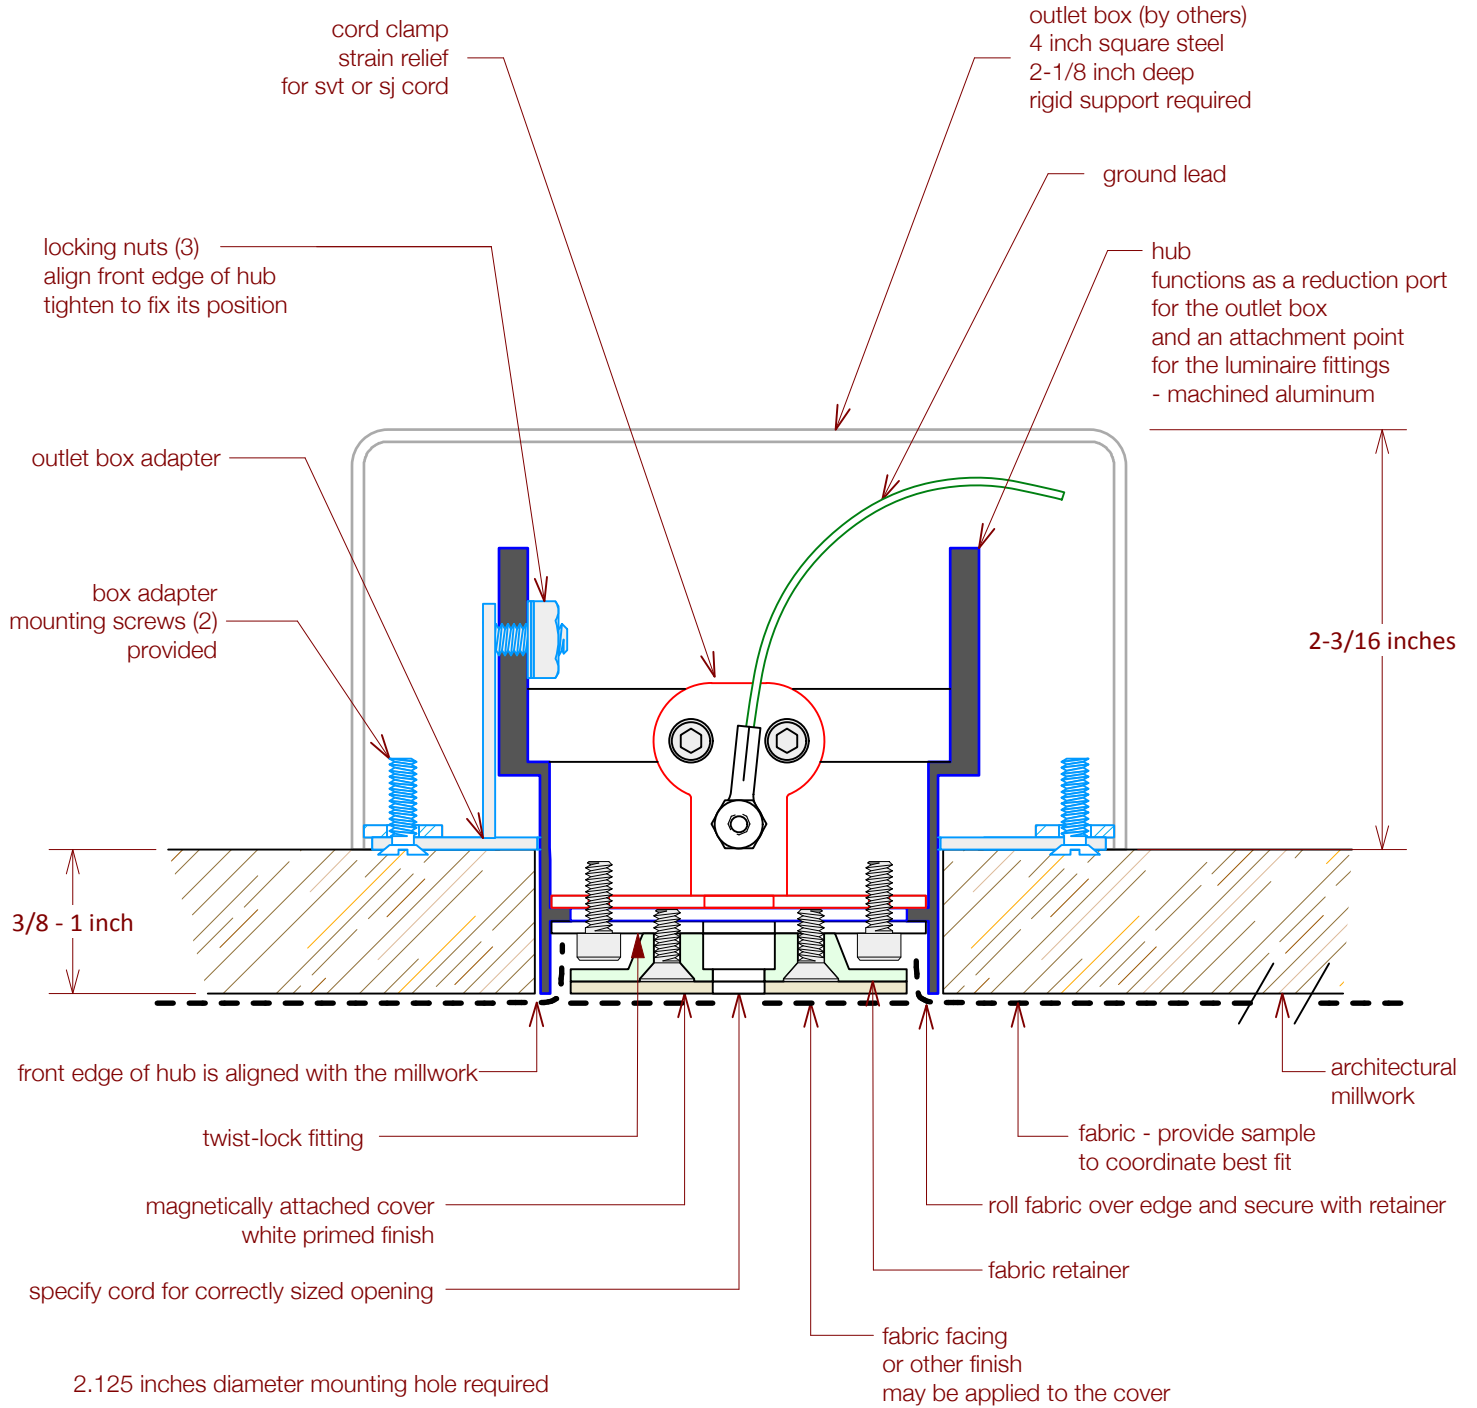 cord clamp
strain relief
for svt or sj cord
outlet box (by others)
4 inch square steel
2-1/8 inch deep
rigid support required
ground lead
locking nuts (3)
align front edge of hub
tighten to fix its position
hub
functions as a reduction port
for the outlet box
and an attachment point
for the luminaire fittings
- machined aluminum
outlet box adapter
box adapter
mounting screws (2)
provided
2-3/16 inches
3/8 - 1 inch
front edge of hub is aligned with the millwork
architectural
millwork
twist-lock fitting
fabric - provide sample
to coordinate best fit
magnetically attached cover
white primed finish
roll fabric over edge and secure with retainer
specify cord for correctly sized opening
fabric retainer
fabric facing
or other finish
may be applied to the cover
2.125 inches diameter mounting hole required